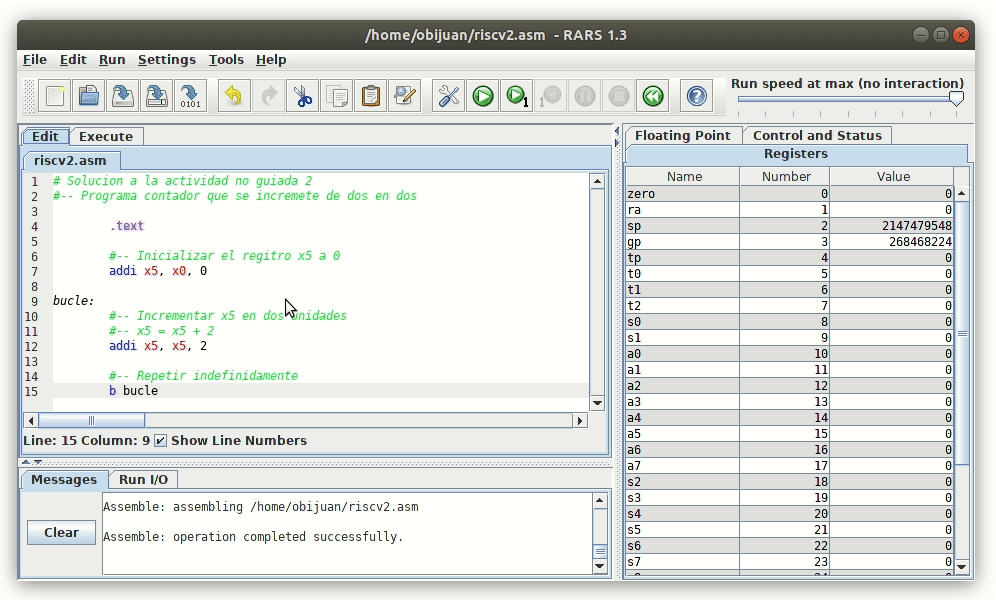 /home/obijuan/riscv2.asm - RARS 1.3
File Edit Run Settings Tools Help
0101
1
1
Run speed at max (no interaction)
Edit Execute
riscv2.asm
1 # Solucion a la actividad no guiada 2
2 #-- Programa contador que se incremete de dos en dos
3
4 .text
5
6 #-- Inicializar el regitro x5 a 0
7 addi x5, x0, 0
8
9 bucle:
10 #-- Incrementar x5 en dos unidades
11 #-- x5 = x5 + 2
12 addi x5, x5, 2
13
14 #-- Repetir indefinidamente
15 b bucle
Line: 15 Column: 9 Show Line Numbers
Messages Run I/O
Clear
Assemble: assembling /home/obijuan/riscv2.asm
Assemble: operation completed successfully.
Floating Point Control and Status
Registers
Name Number Value
zero 0 0
ra 1 0
sp 2 2147479548
gp 3 268468224
tp 4 0
t0 5 0
t1 6 0
t2 7 0
s0 8 0
s1 9 0
a0 10 0
a1 11 0
a2 12 0
a3 13 0
a4 14 0
a5 15 0
a6 16 0
a7 17 0
s2 18 0
s3 19 0
s4 20 0
s5 21 0
s6 22 0
s7 23 0